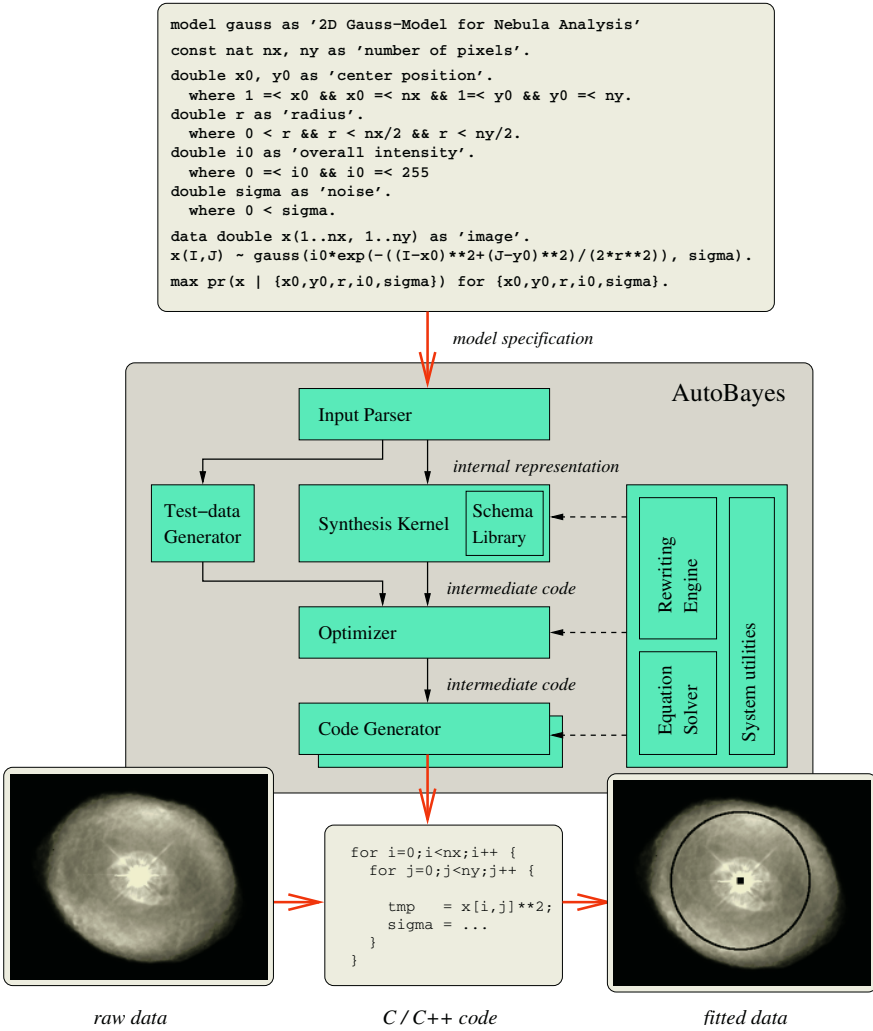 model gauss as '2D Gauss-Model for Nebula Analysis'
const nat nx, ny as 'number of pixels'.
double x0, y0 as 'center position'.
where 1 =< x0 && x0 =< nx && 1=< y0 && y0 =< ny.
double r as 'radius'.
where 0 < r && r < nx/2 && r < ny/2.
double i0 as 'overall intensity'.
where 0 =< i0 && i0 =< 255
double sigma as 'noise'.
where 0 < sigma.
data double x(1..nx, 1..ny) as 'image'.
x(I,J) ~ gauss(i0*exp(-((I-x0)**2+(J-y0)**2)/(2*r**2)), sigma).
max pr(x | {x0,y0,r,i0,sigma}) for {x0,y0,r,i0,sigma}.
model specification
AutoBayes
Input Parser
internal representation
Test-data
Generator
Synthesis Kernel
Schema
Library
Rewriting
Engine
Equation
Solver
System utilities
intermediate code
Optimizer
intermediate code
Code Generator
for i=0;i<nx;i++ {
for j=0;j<ny;j++ {
tmp = x[i,j]**2;
sigma = ...
}
}
raw data
C / C++ code
fitted data